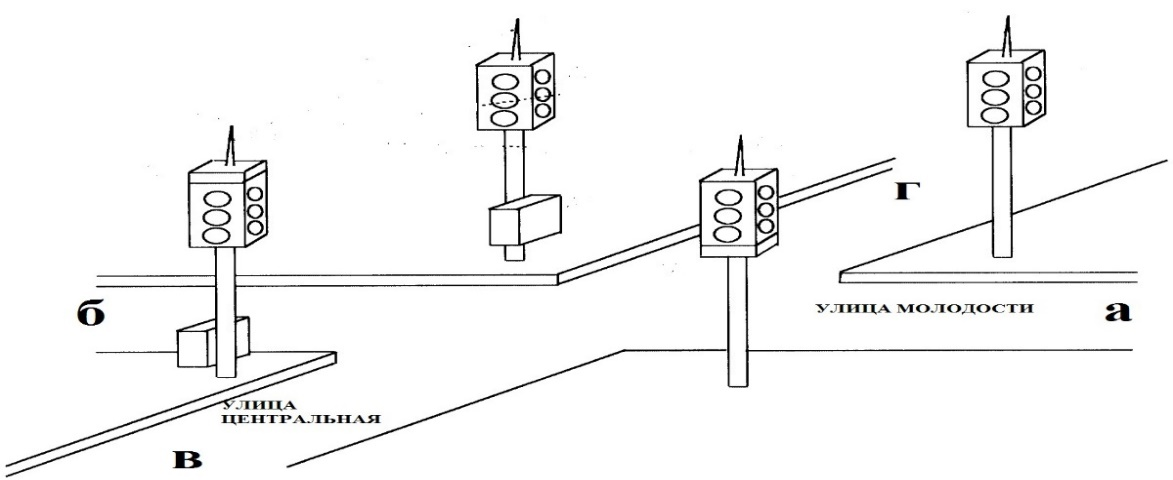 г
б
УЛИЦА МОЛОДОСТИ а
УЛИЦА
ЦЕНТРАЛЬНАЯ
в